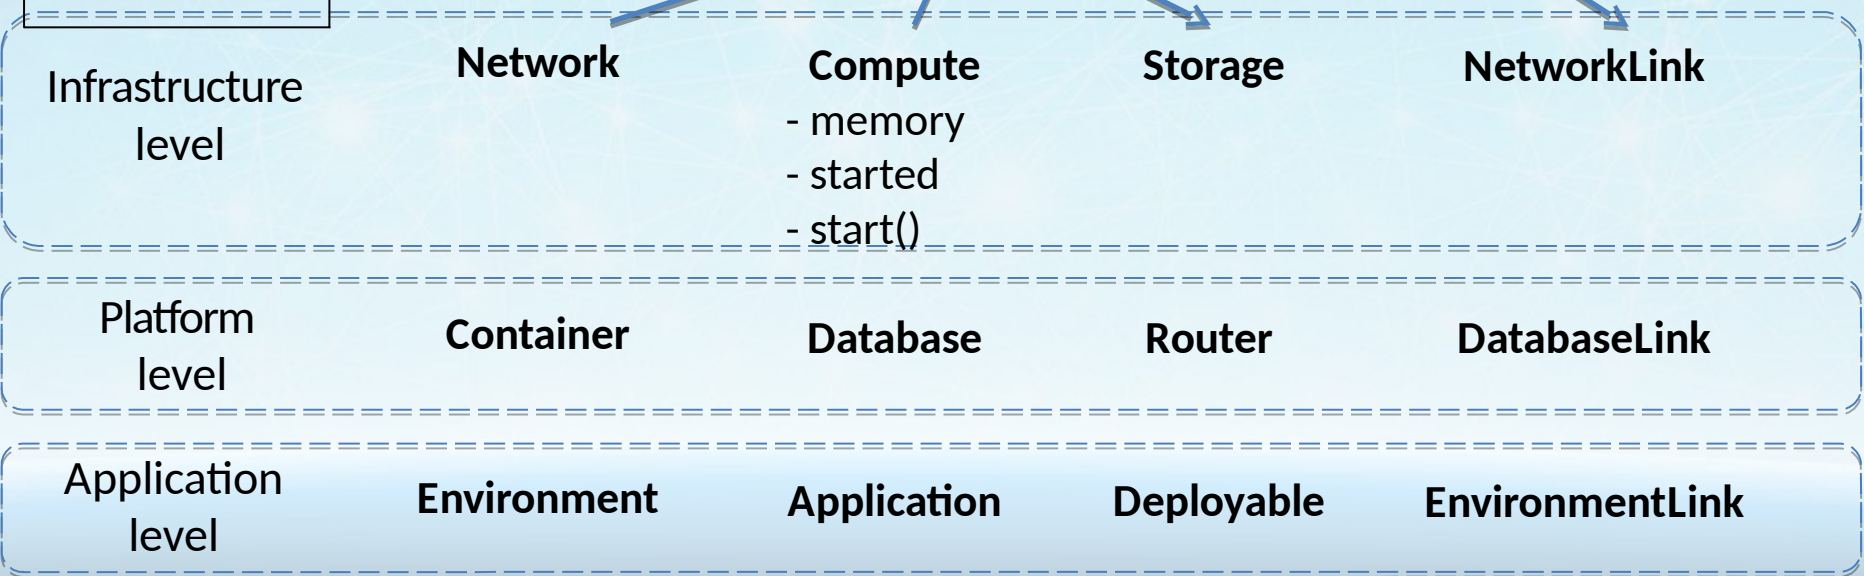 Infrastructure
level
Network
Compute
- memory
- started
- start()
Storage
NetworkLink
Platform
level
Container
Database
Router
DatabaseLink
Application
level
Environment
Application
Deployable
EnvironmentLink